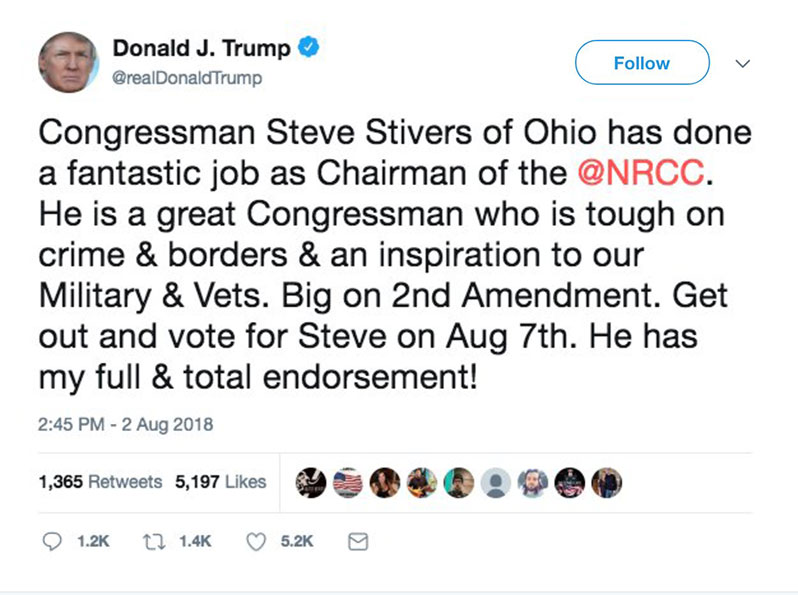 Donald J. Trump
@realDonaldTrump
Follow
Congressman Steve Stivers of Ohio has done
a fantastic job as Chairman of the @NRCC.
He is a great Congressman who is tough on
crime & borders & an inspiration to our
Military & Vets. Big on 2nd Amendment. Get
out and vote for Steve on Aug 7th. He has
my full & total endorsement!
2:45 PM - 2 Aug 2018
1,365 Retweets 5,197 Likes
1.2K 1.4K 5.2K